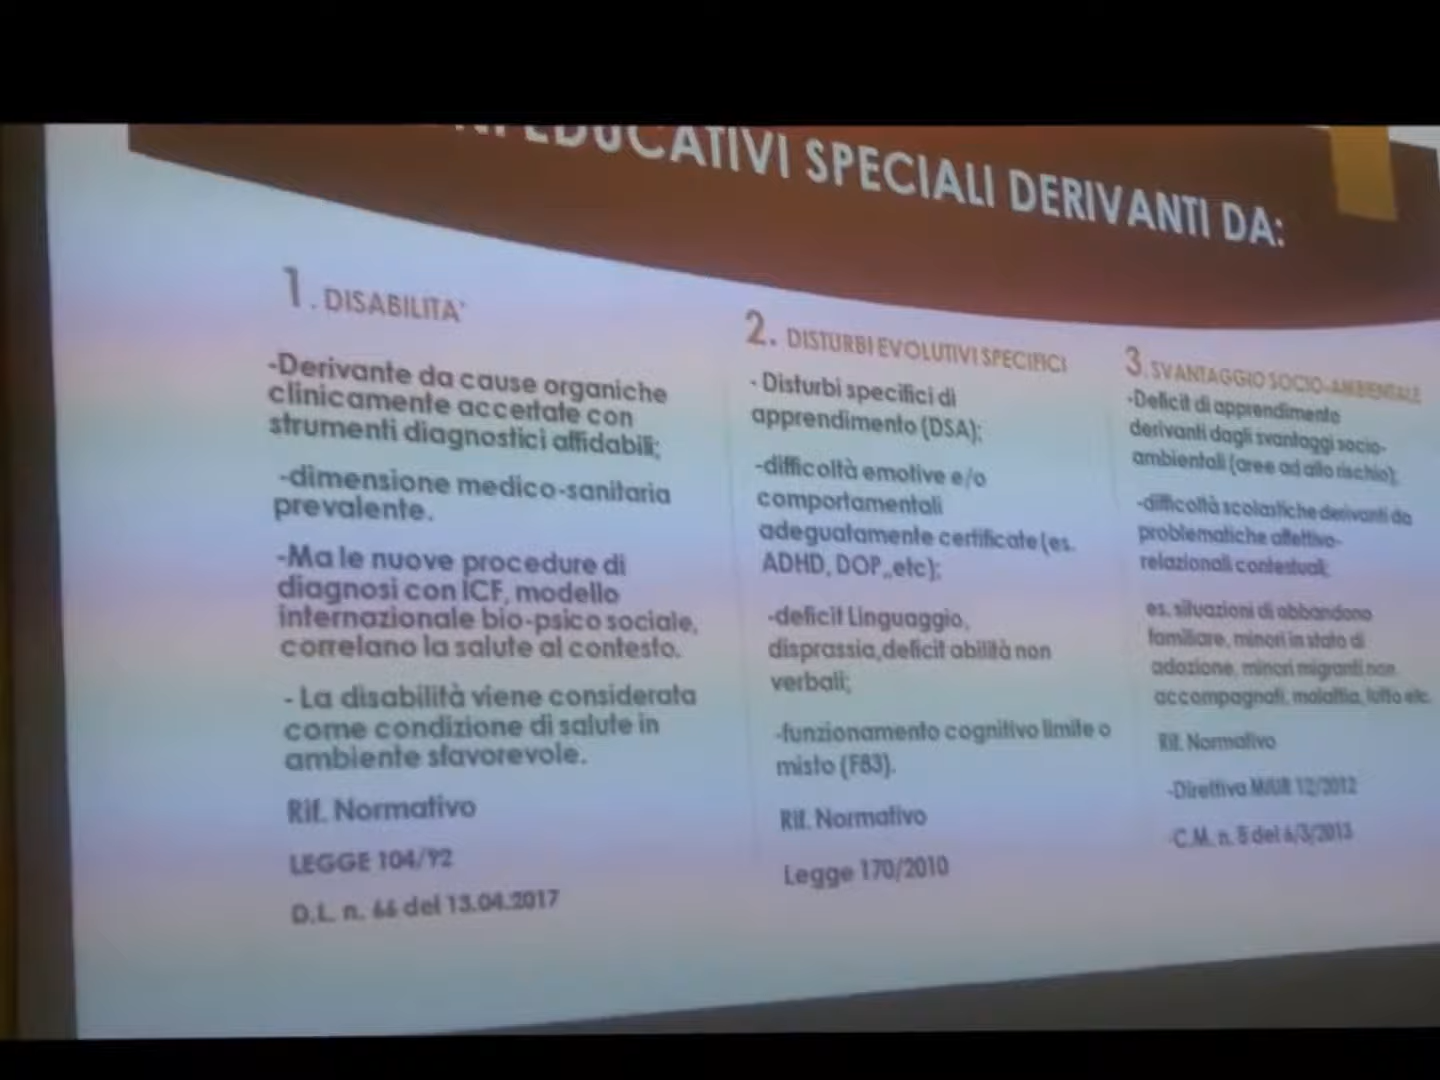 EDUCATIVI SPECIALI DERIVANTI DA:
1. DISABILITA'
-Derivante da cause organiche
clinicamente accertate con
strumenti diagnostici affidabili;
-dimensione medico-sanitaria
prevalente.
-Ma le nuove procedure di
diagnosi con ICF, modello
internazionale bio-psico sociale,
correlano la salute al contesto.
- La disabilità viene considerata
come condizione di salute in
ambiente sfavorevole.
Rif. Normativo
LEGGE 104/92
D.L. n. 66 del 13.04.2017
2. DISTURBI EVOLUTIVI SPECIFICI
- Disturbi specifici di
apprendimento (DSA);
-difficoltà emotive e/o
comportamentali
adeguatamente certificate (es.
ADHD, DOP,,etc);
-deficit Linguaggio,
disprassia,deficit abilità non
verbali;
-funzionamento cognitivo limite o
misto (F83).
Rif. Normativo
Legge 170/2010
3. SVANTAGGIO SOCIO-AMBIENTALE
-Deficit di apprendimento
derivanti dagli svantaggi socio-
ambientali (aree ad alto rischio);
-difficoltà scolastiche derivanti da
problematiche affettivo-
relazionali contestuali;
es. situazioni di abbandono
familiare, minori in stato di
adozione, minori migranti non
accompagnati, malattia, lutto etc.
Rif. Normativo
-Direttiva MIUR 12/2012
-C.M. n. 8 del 6/3/2013